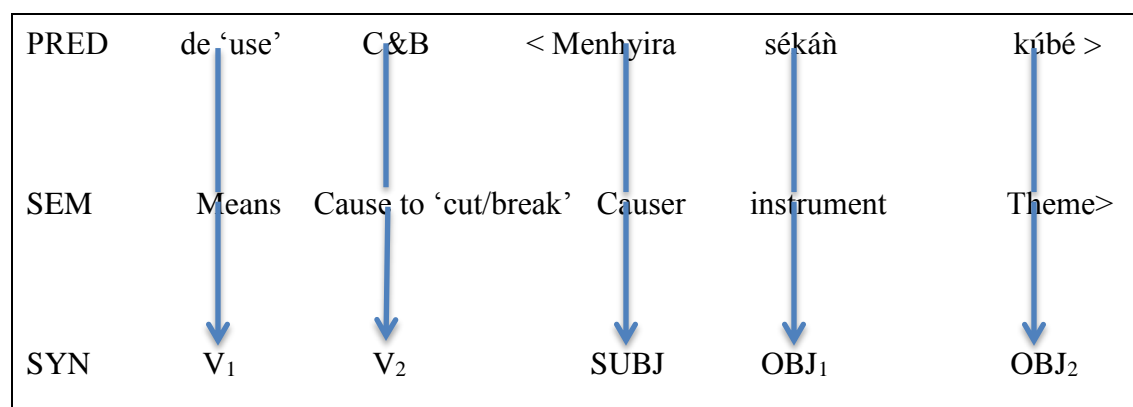 PRED de ‘use’ C&B < Menhyira sékáǹ kúbé >
SEM Means Cause to ‘cut/break’ Causer instrument Theme>
SYN V₁ V₂ SUBJ OBJ₁ OBJ₂